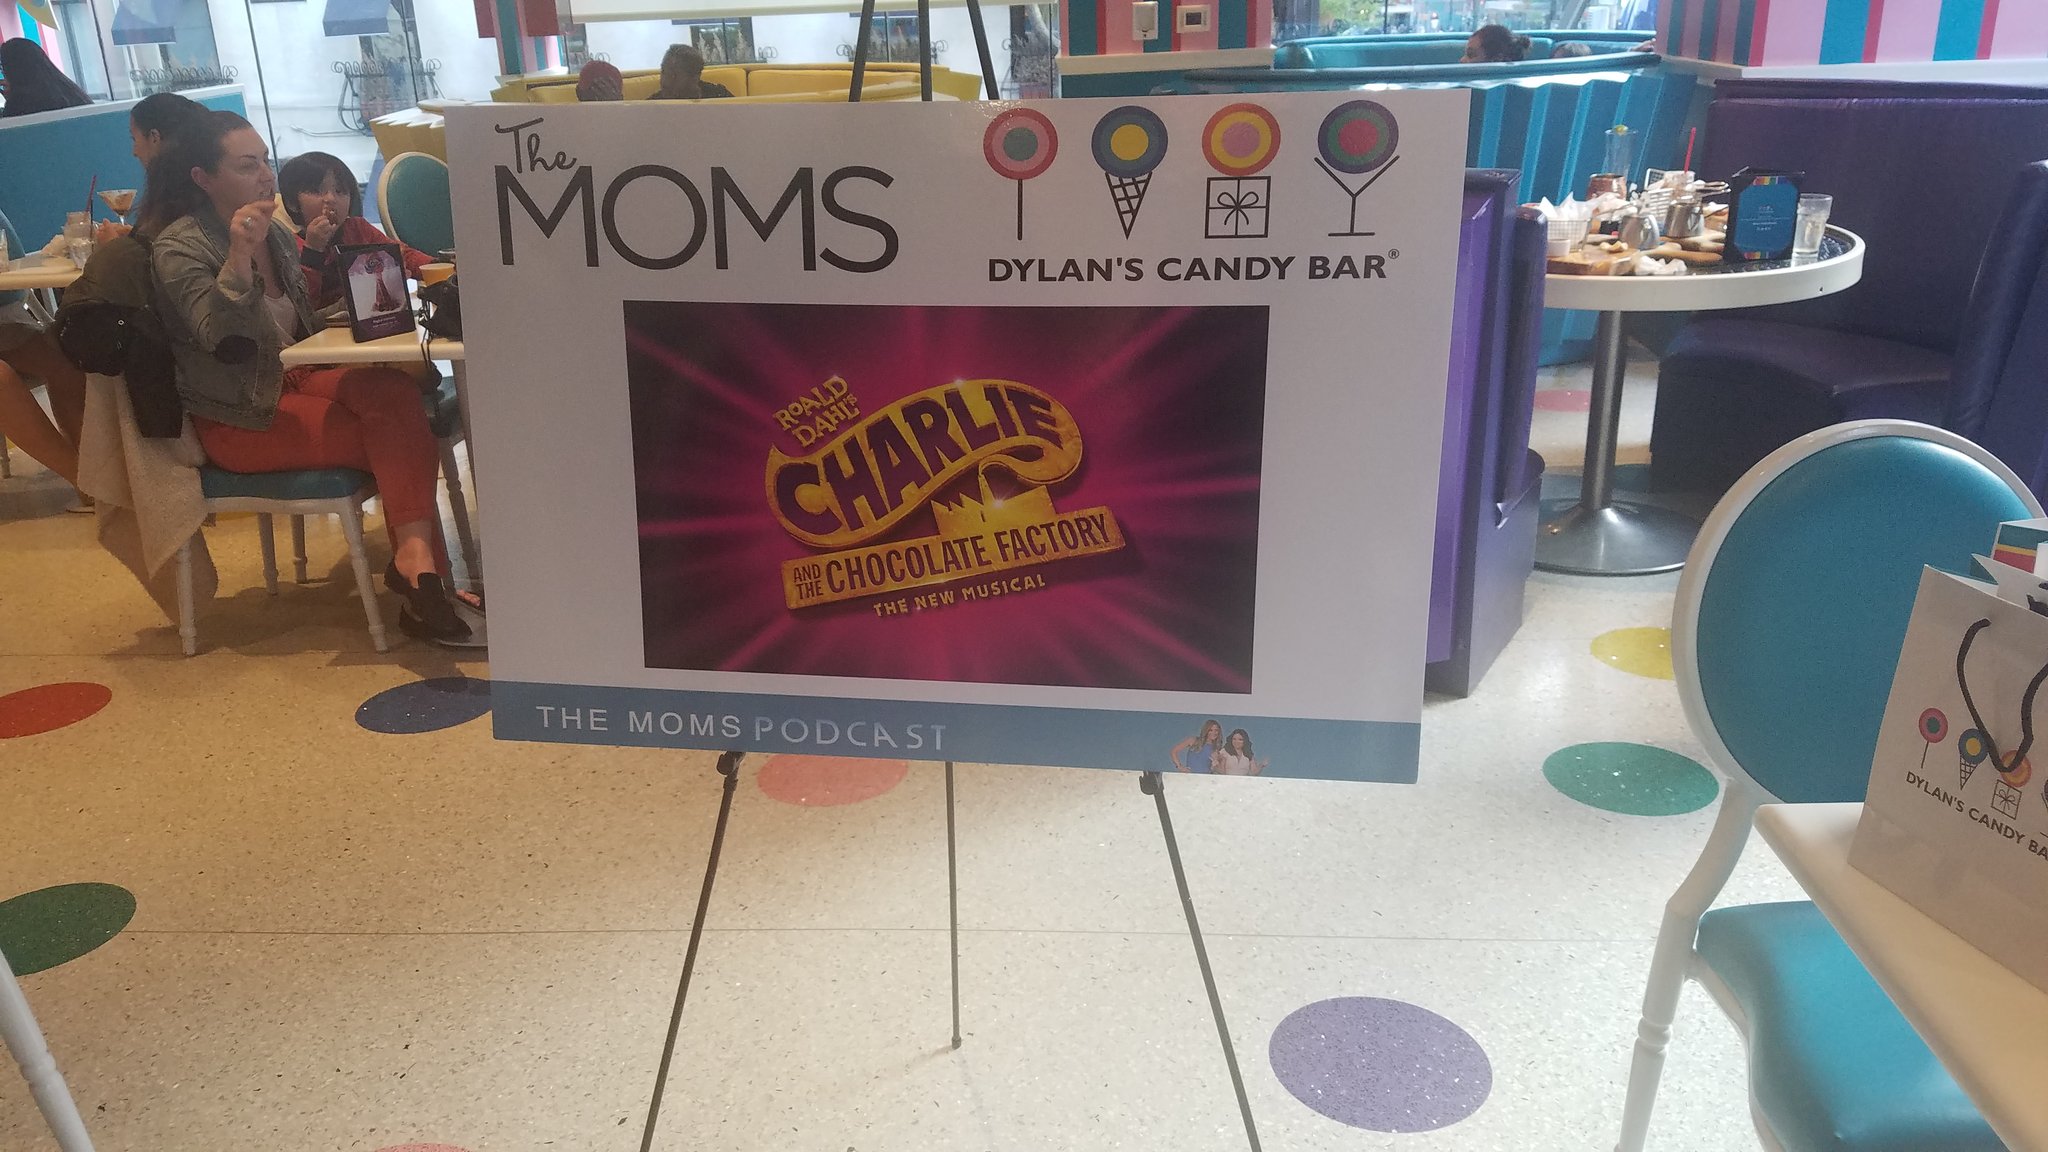 The
MOMS
DYLAN'S CANDY BAR®
ROALD
DAHL'S
CHARLIE
AND THE CHOCOLATE FACTORY
THE NEW MUSICAL
THE MOMS PODCAST
DYLAN'S CANDY BA